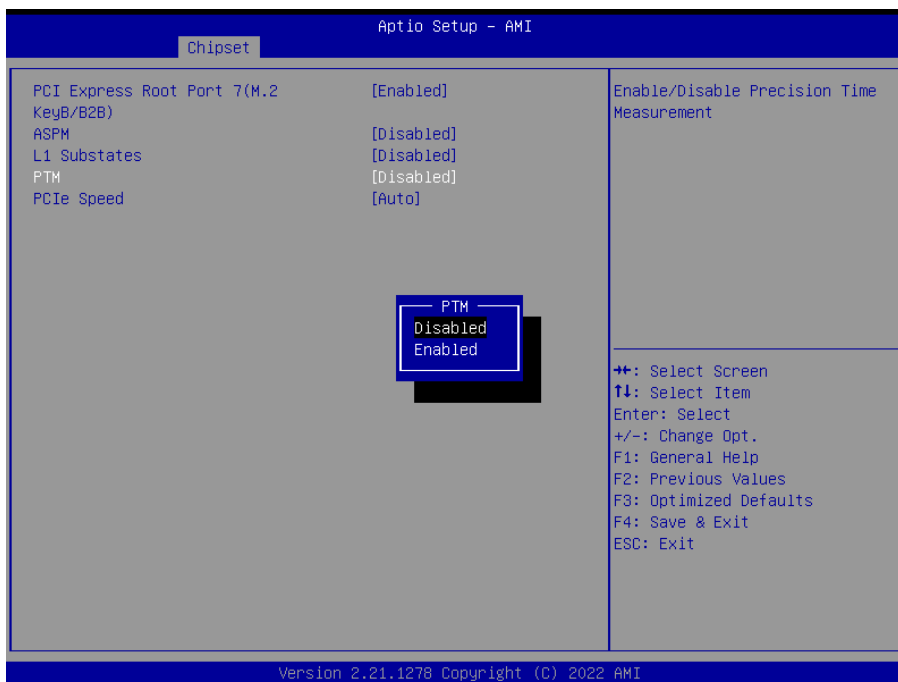 Aptio Setup – AMI
Chipset
PCI Express Root Port 7(M.2 [Enabled]
KeyB/B2B)
ASPM [Disabled]
L1 Substates [Disabled]
PTM [Disabled]
PCIe Speed [Auto]
Enable/Disable Precision Time
Measurement
PTM
Disabled
Enabled
→←: Select Screen
↑↓: Select Item
Enter: Select
+/-: Change Opt.
F1: General Help
F2: Previous Values
F3: Optimized Defaults
F4: Save & Exit
ESC: Exit
Version 2.21.1278 Copyright (C) 2022 AMI